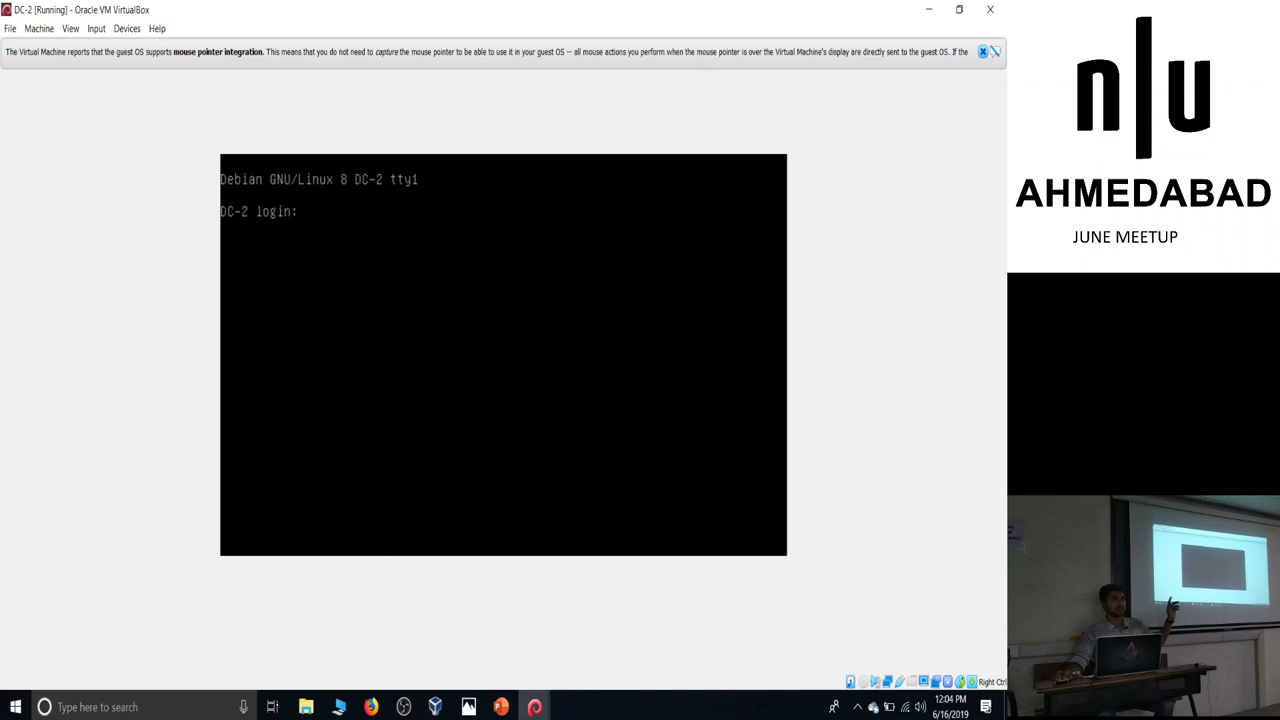 DC-2 [Running] - Oracle VM VirtualBox
File Machine View Input Devices Help
The Virtual Machine reports that the guest OS supports mouse pointer integration. This means that you do not need to capture the mouse pointer to be able to use it in your guest OS -- all mouse actions you perform when the mouse pointer is over the Virtual Machine's display are directly sent to the guest OS. If the
Debian GNU/Linux 8 DC-2 tty1
DC-2 login:
Right Ctrl
Type here to search
12:04 PM
6/16/2019
n|u
AHMEDABAD
JUNE MEETUP